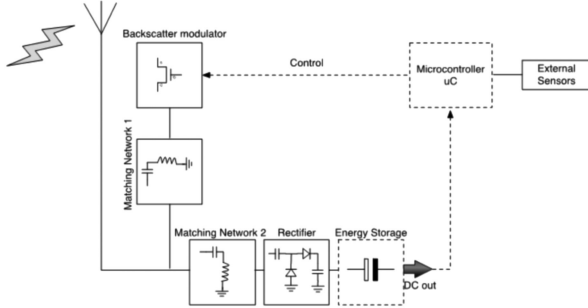 Backscatter modulator
Control
Microcontroller
uC
External
Sensors
Matching Network 1
Matching Network 2
Rectifier
Energy Storage
DC out